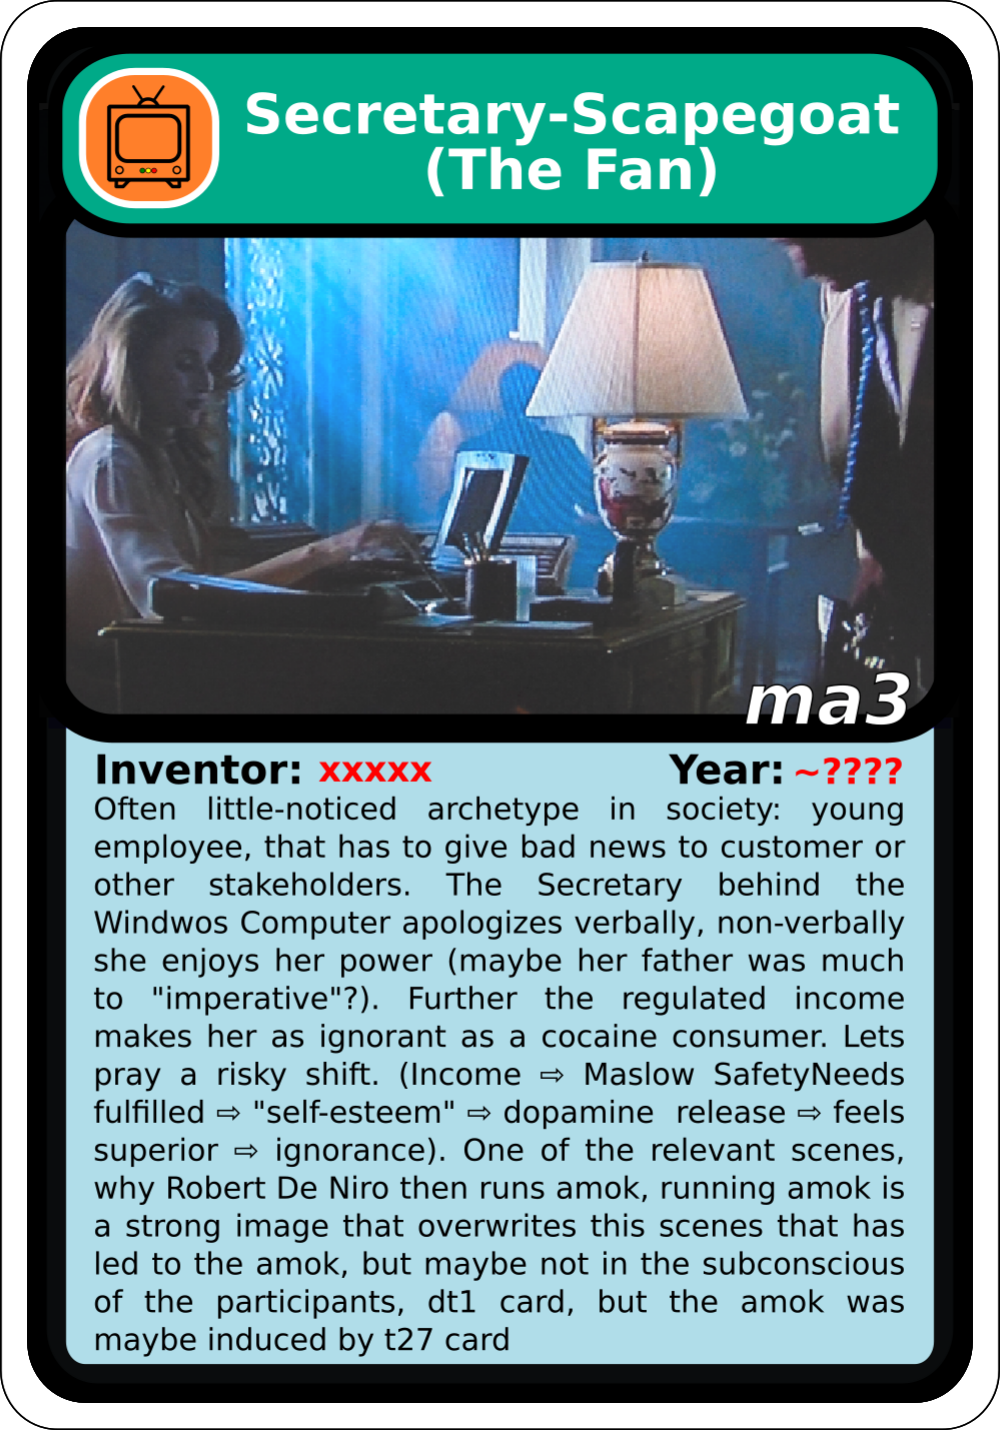 Secretary-Scapegoat
(The Fan)
ma3
Inventor: xxxxx Year: ~????
Often little-noticed archetype in society: young
employee, that has to give bad news to customer or
other stakeholders. The Secretary behind the
Windwos Computer apologizes verbally, non-verbally
she enjoys her power (maybe her father was much
to "imperative"?). Further the regulated income
makes her as ignorant as a cocaine consumer. Lets
pray a risky shift. (Income ⇨ Maslow SafetyNeeds
fulfilled ⇨ "self-esteem" ⇨ dopamine release ⇨ feels
superior ⇨ ignorance). One of the relevant scenes,
why Robert De Niro then runs amok, running amok is
a strong image that overwrites this scenes that has
led to the amok, but maybe not in the subconscious
of the participants, dt1 card, but the amok was
maybe induced by t27 card